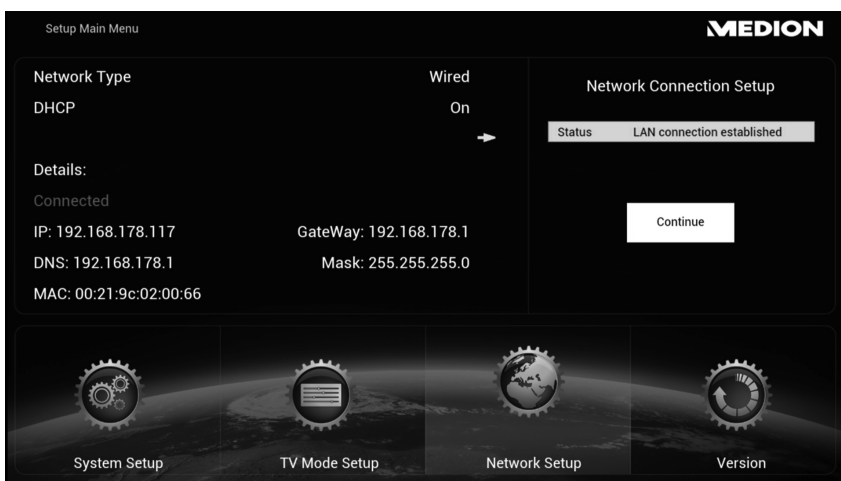 Setup Main Menu
MEDION
Network Type Wired
DHCP On
Details:
Connected
IP: 192.168.178.117 GateWay: 192.168.178.1
DNS: 192.168.178.1 Mask: 255.255.255.0
MAC: 00:21:9c:02:00:66
Network Connection Setup
Status LAN connection established
Continue
System Setup
TV Mode Setup
Network Setup
Version